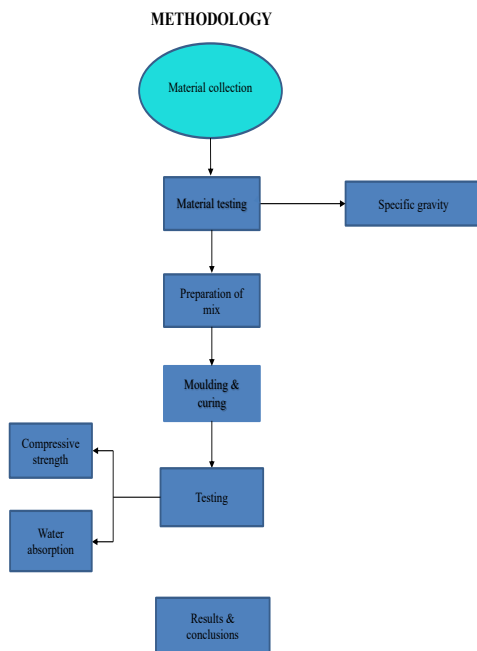 METHODOLOGY
Material collection
Material testing
Specific gravity
Preparation of
mix
Moulding &
curing
Compressive
strength
Testing
Water
absorption
Results &
conclusions